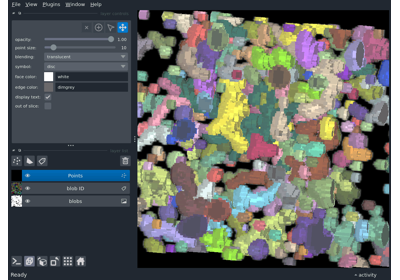 File View Plugins Window Help
opacity: 1.00
point size: 10
blending: translucent
symbol: disc
face color: white
edge color: dimgrey
display text:
out of slice:
Points
blob ID
blobs
Ready
activity